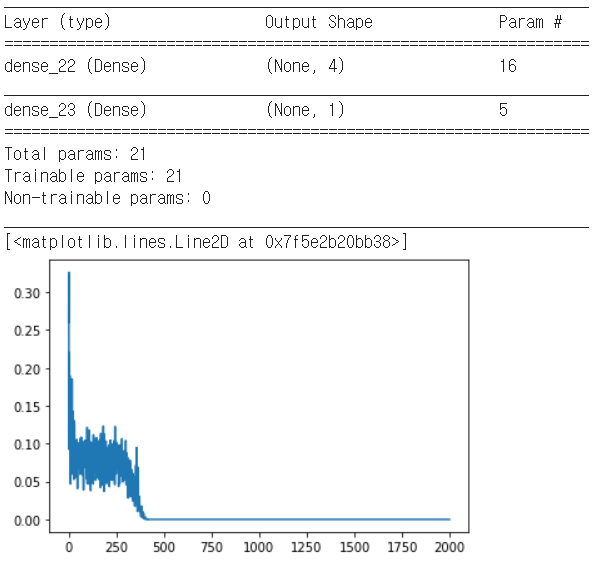 Layer (type) Output Shape Param #
dense_22 (Dense) (None, 4) 16
dense_23 (Dense) (None, 1) 5
Total params: 21
Trainable params: 21
Non-trainable params: 0
[<matplotlib.lines.Line2D at 0x7f5e2b20bb38>]
0.30
0.25
0.20
0.15
0.10
0.05
0.00
0 250 500 750 1000 1250 1500 1750 2000